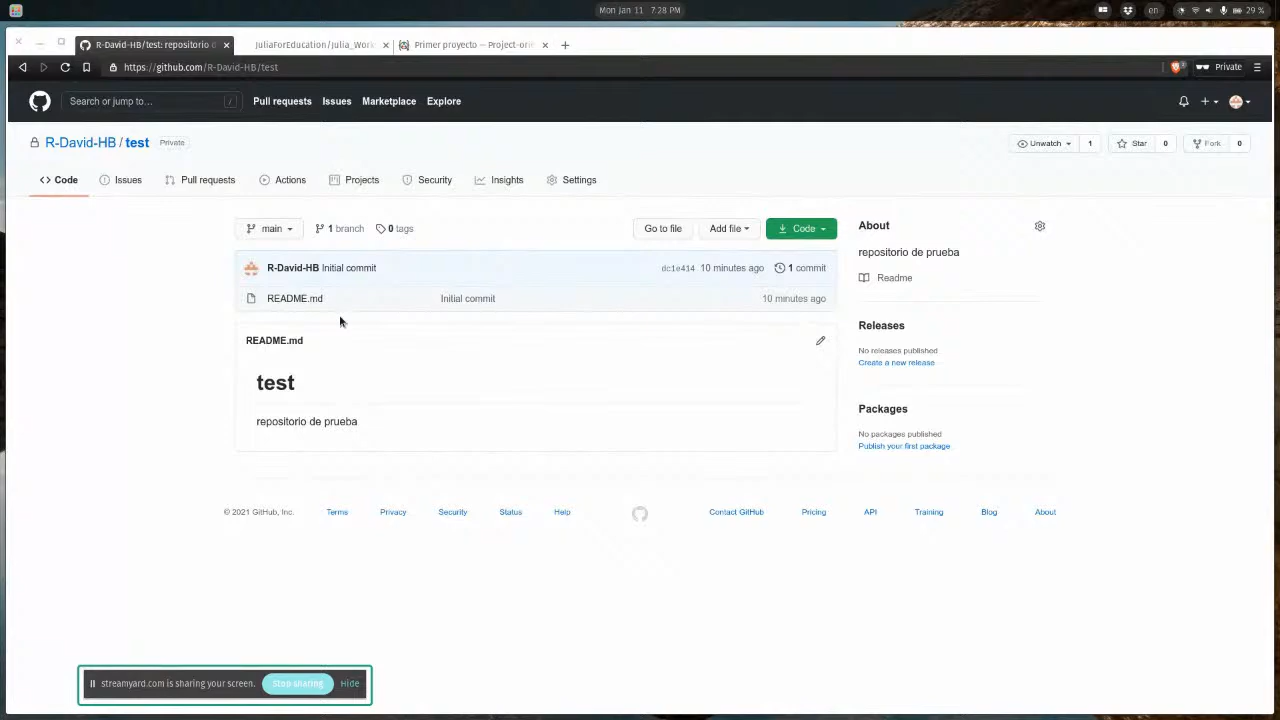 Mon Jan 11 7:28 PM
en
29 %
R-David-HB/test: repositorio d
JuliaForEducation/Julia_Work
Primer proyecto — Project-orie
https://github.com/R-David-HB/test
Private
Search or jump to…
/
Pull requests
Issues
Marketplace
Explore
R-David-HB / test
Private
Unwatch
1
Star
0
Fork
0
Code
Issues
Pull requests
Actions
Projects
Security
Insights
Settings
main
1 branch
0 tags
Go to file
Add file
Code
R-David-HB Initial commit
dc1e414 10 minutes ago
1 commit
README.md
Initial commit
10 minutes ago
README.md
test
repositorio de prueba
About
repositorio de prueba
Readme
Releases
No releases published
Create a new release
Packages
No packages published
Publish your first package
© 2021 GitHub, Inc.
Terms
Privacy
Security
Status
Help
Contact GitHub
Pricing
API
Training
Blog
About
streamyard.com is sharing your screen.
Stop sharing
Hide